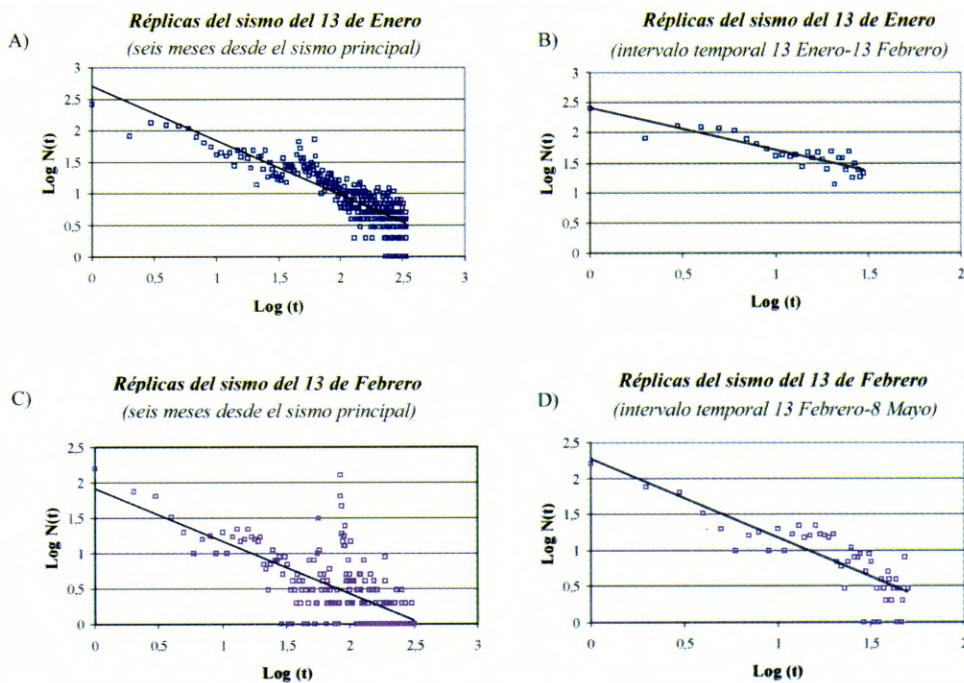 A)
Réplicas del sismo del 13 de Enero
(seis meses desde el sismo principal)
Log N(t)
3
2,5
2
1,5
1
0,5
0
0
0,5
1
1,5
2
2,5
3
Log (t)
B)
Réplicas del sismo del 13 de Enero
(intervalo temporal 13 Enero-13 Febrero)
Log N(t)
3
2,5
2
1,5
1
0,5
0
0
0,5
1
1,5
2
Log (t)
C)
Réplicas del sismo del 13 de Febrero
(seis meses desde el sismo principal)
Log N(t)
2,5
2
1,5
1
0,5
0
0
0,5
1
1,5
2
2,5
3
Log (t)
D)
Réplicas del sismo del 13 de Febrero
(intervalo temporal 13 Febrero-8 Mayo)
Log N(t)
2,5
2
1,5
1
0,5
0
0
0,5
1
1,5
2
Log (t)